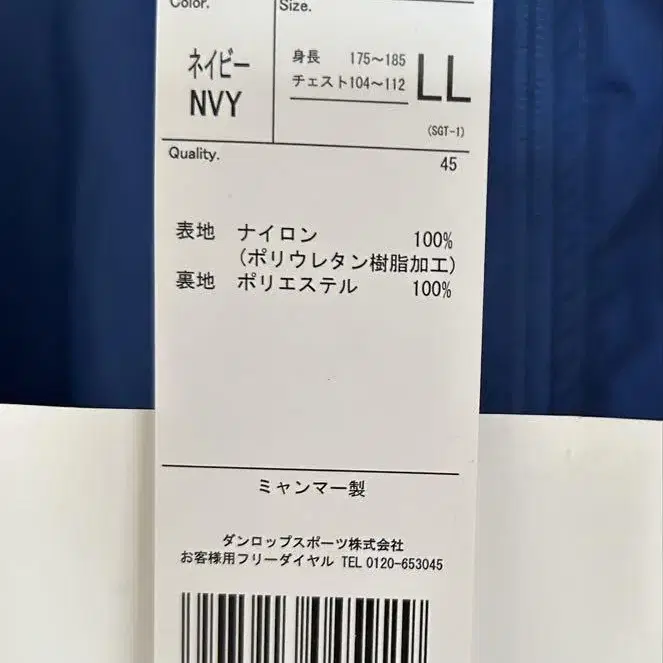 Color.
Size.
ネイビー
NVY
身長 175〜185
チェスト104〜112
LL
(SGT-1)
Quality.
45
表地 ナイロン 100%
(ポリウレタン樹脂加工)
裏地 ポリエステル 100%
ミャンマー製
ダンロップスポーツ株式会社
お客様用フリーダイヤル TEL 0120-653045